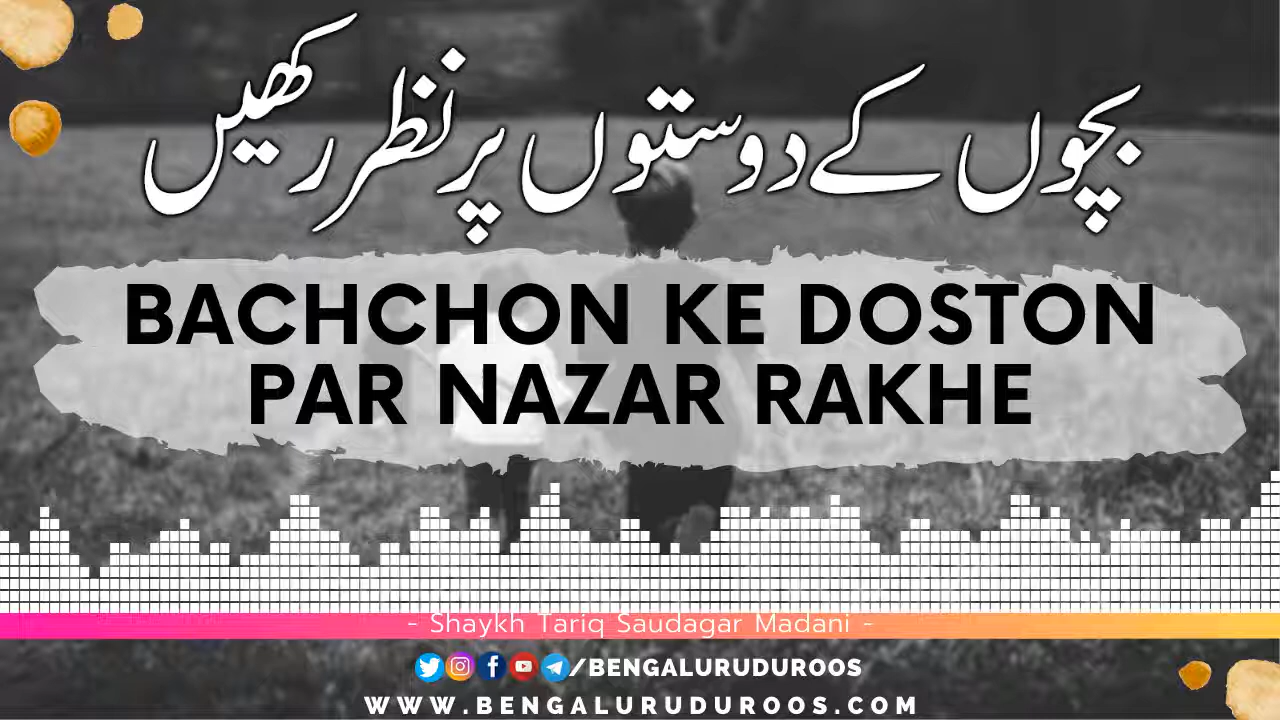 بچوں کے دوستوں پر نظر رکھیں
BACHCHON KE DOSTON
PAR NAZAR RAKHE
- Shaykh Tariq Saudagar Madani -
/BENGALURUDUROOS
WWW.BENGALURUDUROOS.COM